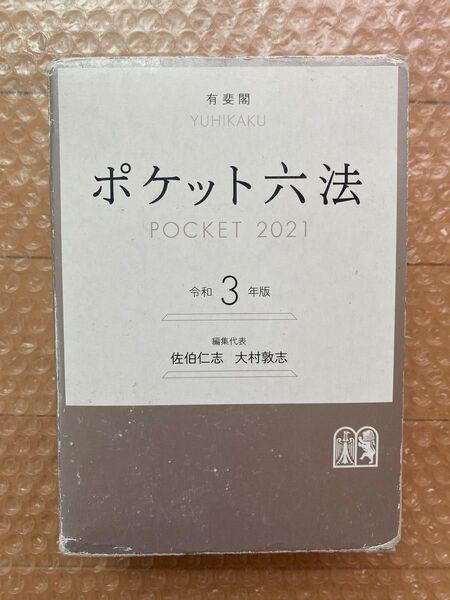 有斐閣
YUHIKAKU
ポケット六法
POCKET 2021
令和 3 年版
編集代表
佐伯仁志 大村敦志